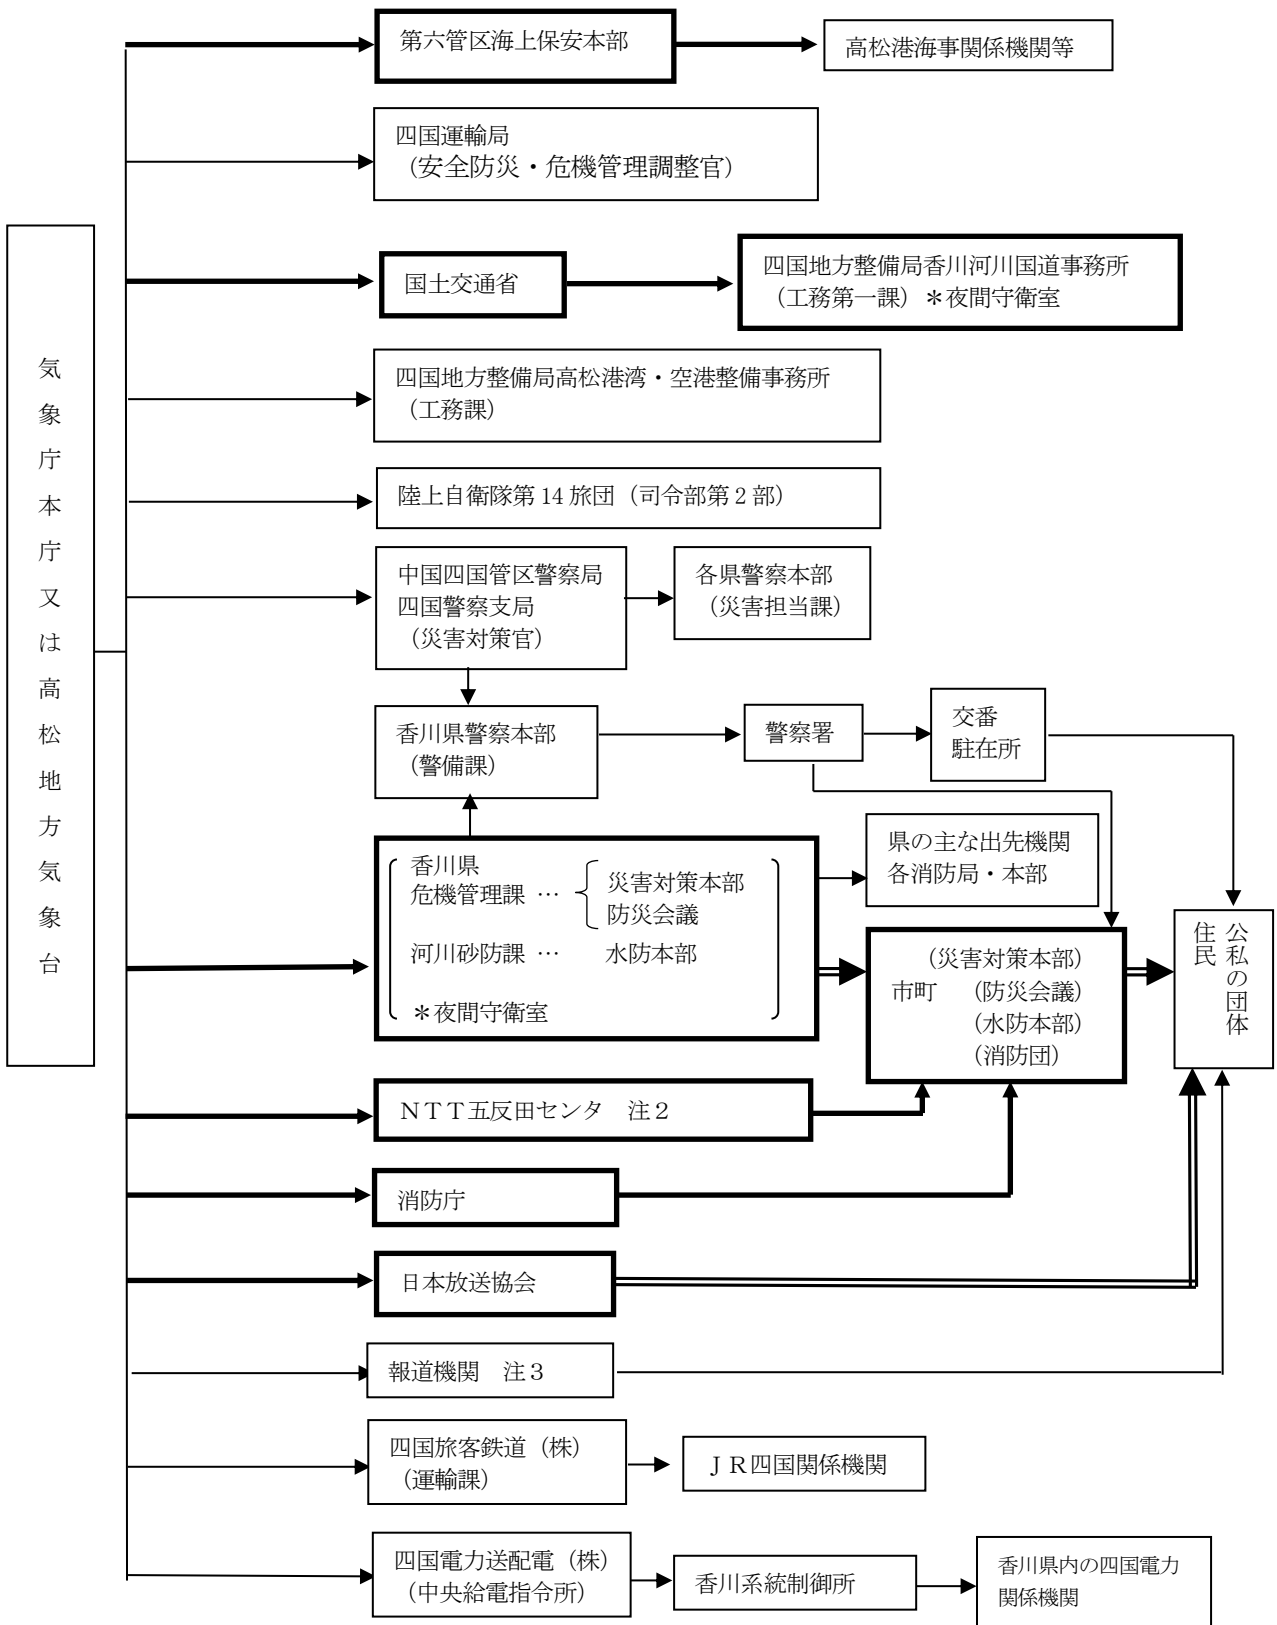 第六管区海上保安本部
高松港海事関係機関等
四国運輸局
（安全防災・危機管理調整官）
国土交通省
四国地方整備局香川河川国道事務所
（工務第一課）＊夜間守衛室
気象庁本庁又は高松地方気象台
四国地方整備局高松港湾・空港整備事務所
（工務課）
陸上自衛隊第14旅団（司令部第2部）
中国四国管区警察局
四国警察支局
（災害対策官）
各県警察本部
（災害担当課）
香川県警察本部
（警備課）
警察署
交番
駐在所
県の主な出先機関
各消防局・本部
香川県
危機管理課 …
災害対策本部
防災会議
河川砂防課 … 水防本部
＊夜間守衛室
（災害対策本部）
市町 （防災会議）
（水防本部）
（消防団）
公私の団体
住民
ＮＴＴ五反田センタ 注２
消防庁
日本放送協会
報道機関 注３
四国旅客鉄道（株）
（運輸課）
ＪＲ四国関係機関
四国電力送配電（株）
（中央給電指令所）
香川系統制御所
香川県内の四国電力
関係機関